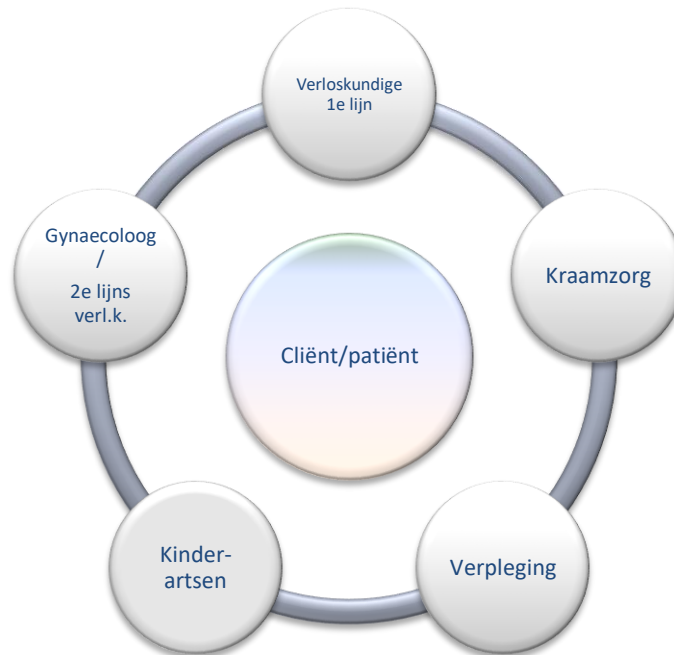 Verloskundige
1e lijn
Gynaecoloog
/
2e lijns
verl.k.
Kraamzorg
Cliënt/patiënt
Kinder-
artsen
Verpleging